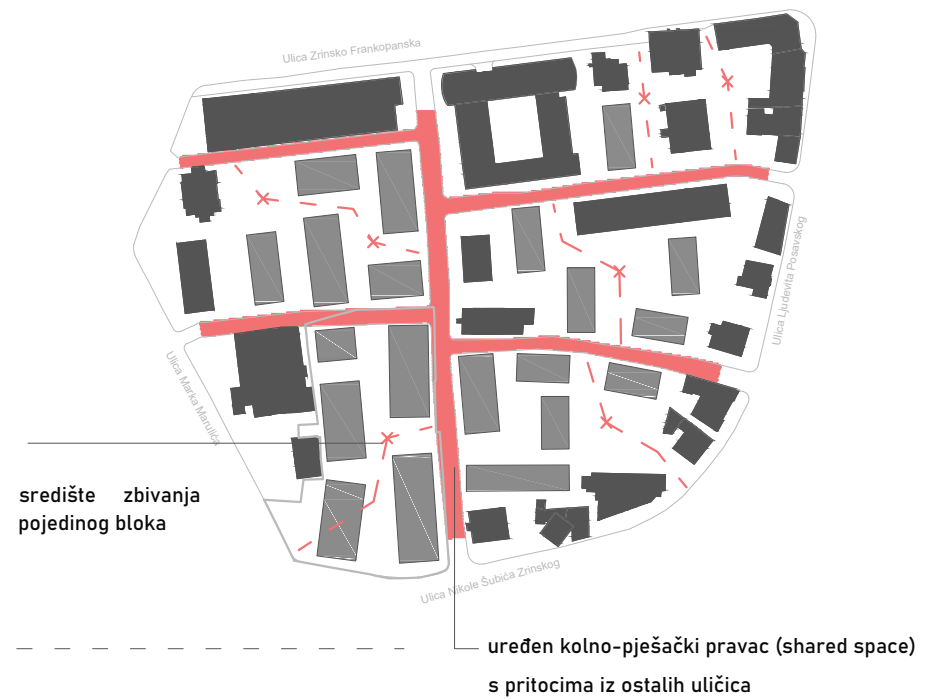 Ulica Zrinsko Frankopanska
Ulica Ljudevita Posavskog
Ulica Marka Marulića
središte zbivanja
pojedinog bloka
Ulica Nikole Šubića Zrinskog
uređen kolno-pješački pravac (shared space)
s pritocima iz ostalih uličica